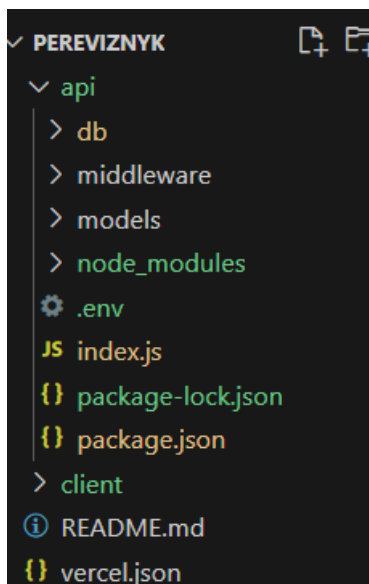 PEREVIZNYK
api
db
middleware
models
node_modules
.env
JS index.js
{} package-lock.json
{} package.json
client
README.md
{} vercel.json